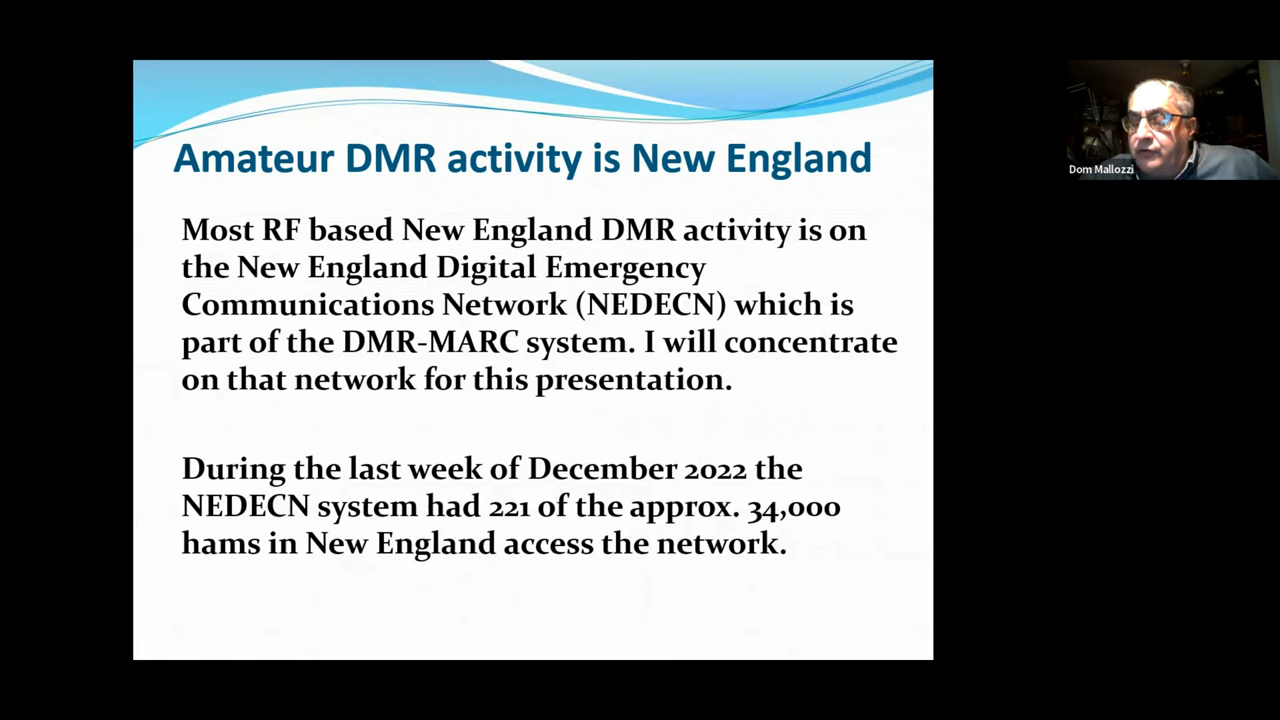 Amateur DMR activity is New England
Most RF based New England DMR activity is on
the New England Digital Emergency
Communications Network (NEDECN) which is
part of the DMR-MARC system. I will concentrate
on that network for this presentation.
During the last week of December 2022 the
NEDECN system had 221 of the approx. 34,000
hams in New England access the network.
Dom Mallozzi